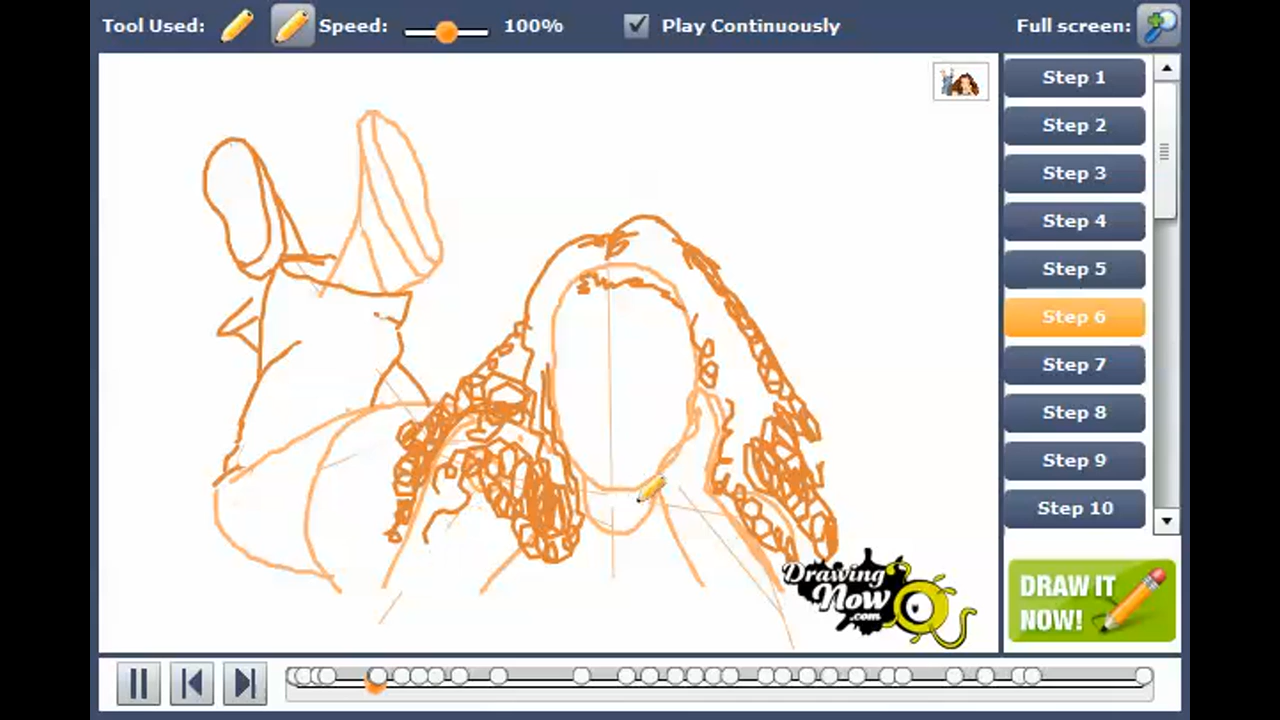 Tool Used:
Speed:
100%
Play Continuously
Full screen:
Step 1
Step 2
Step 3
Step 4
Step 5
Step 6
Step 7
Step 8
Step 9
Step 10
Drawing
Now
.com
DRAW IT
NOW!